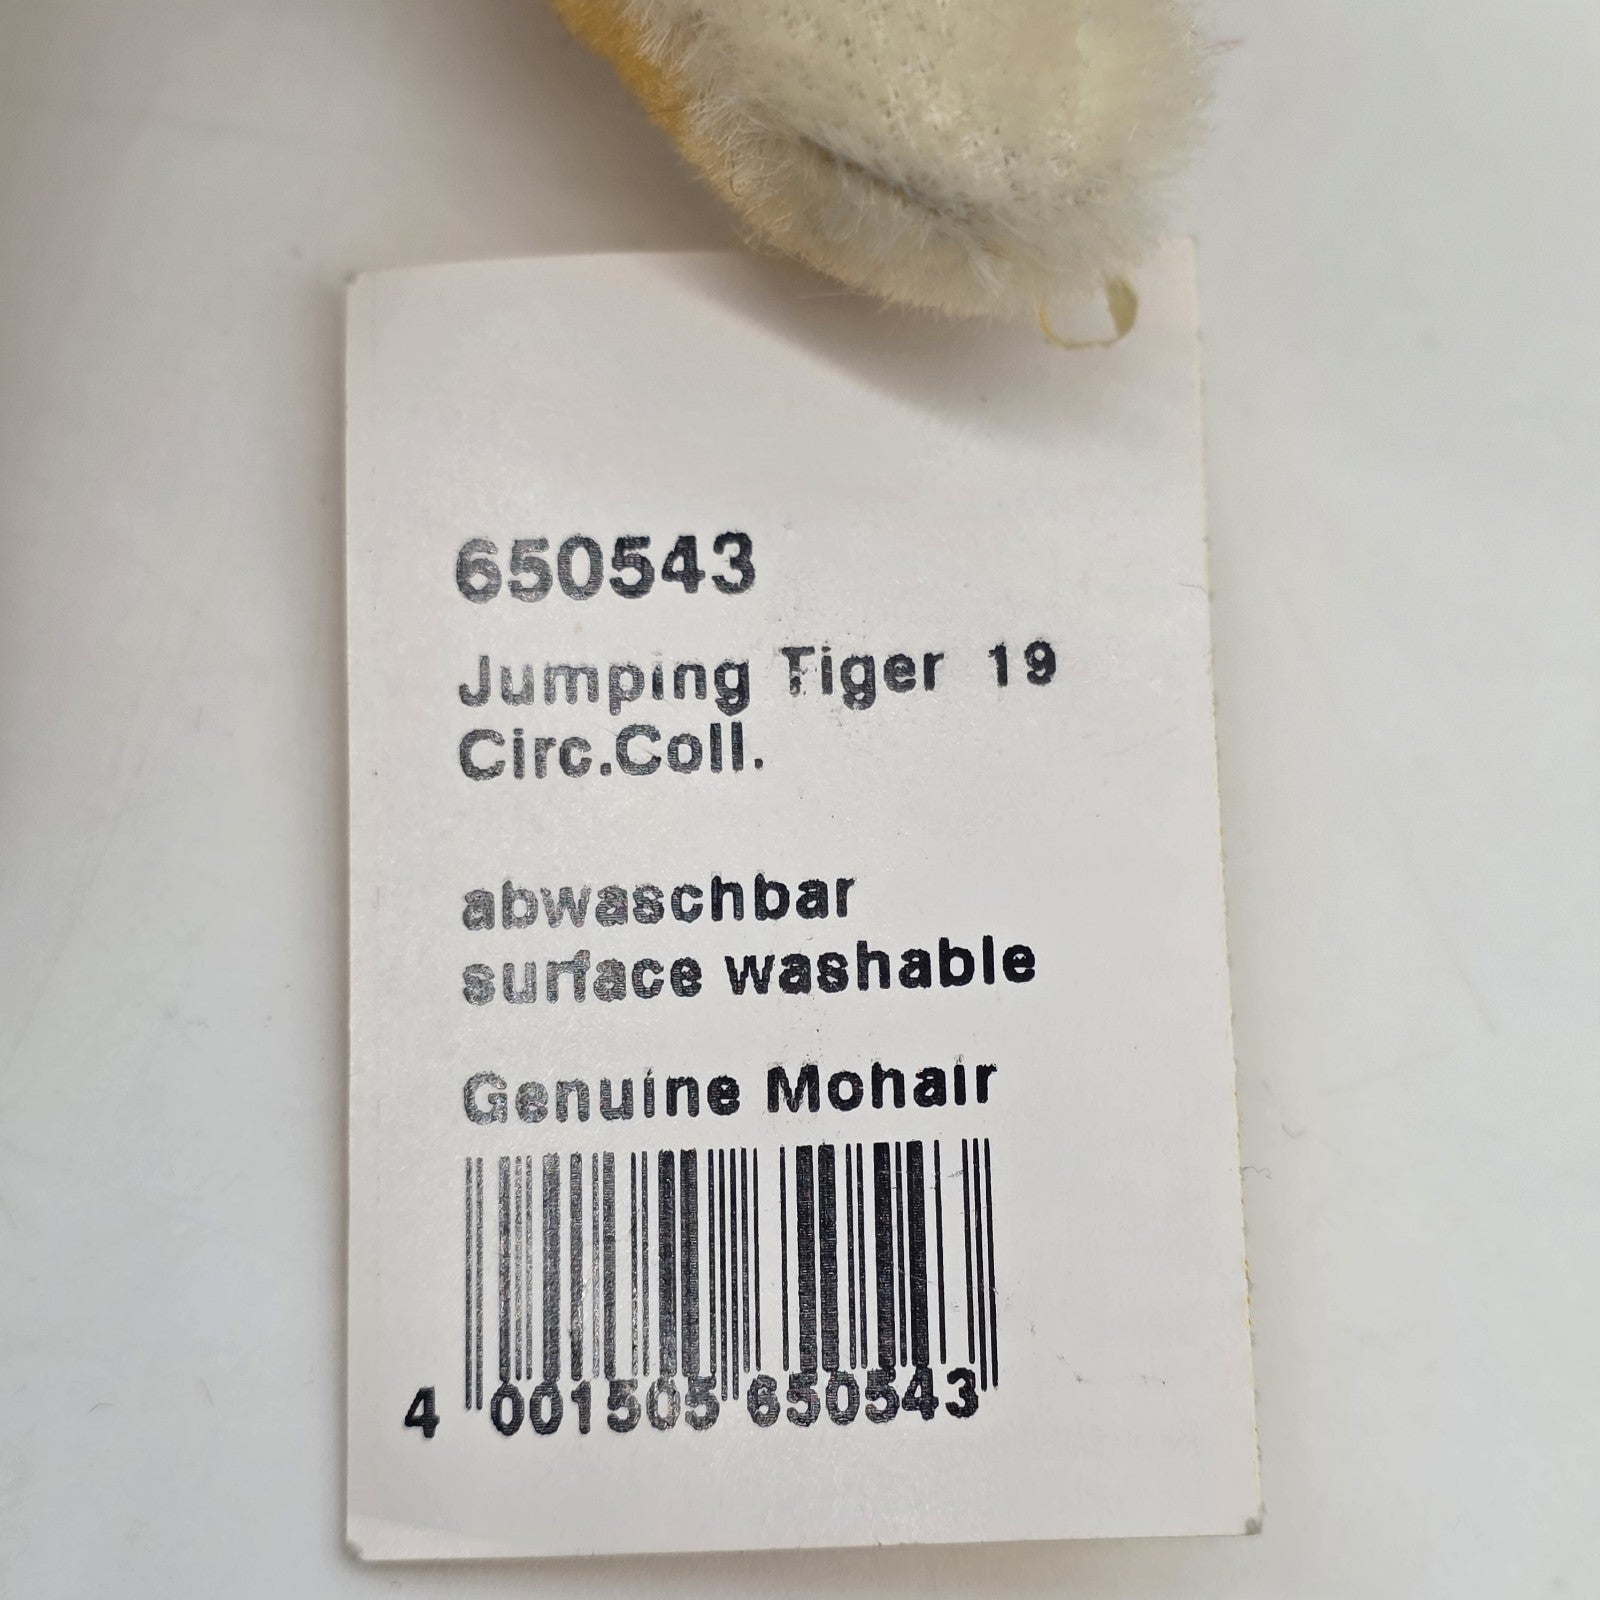 650543
Jumping Tiger 19
Circ.Coll.
abwaschbar
surface washable
Genuine Mohair
4 001505 650543